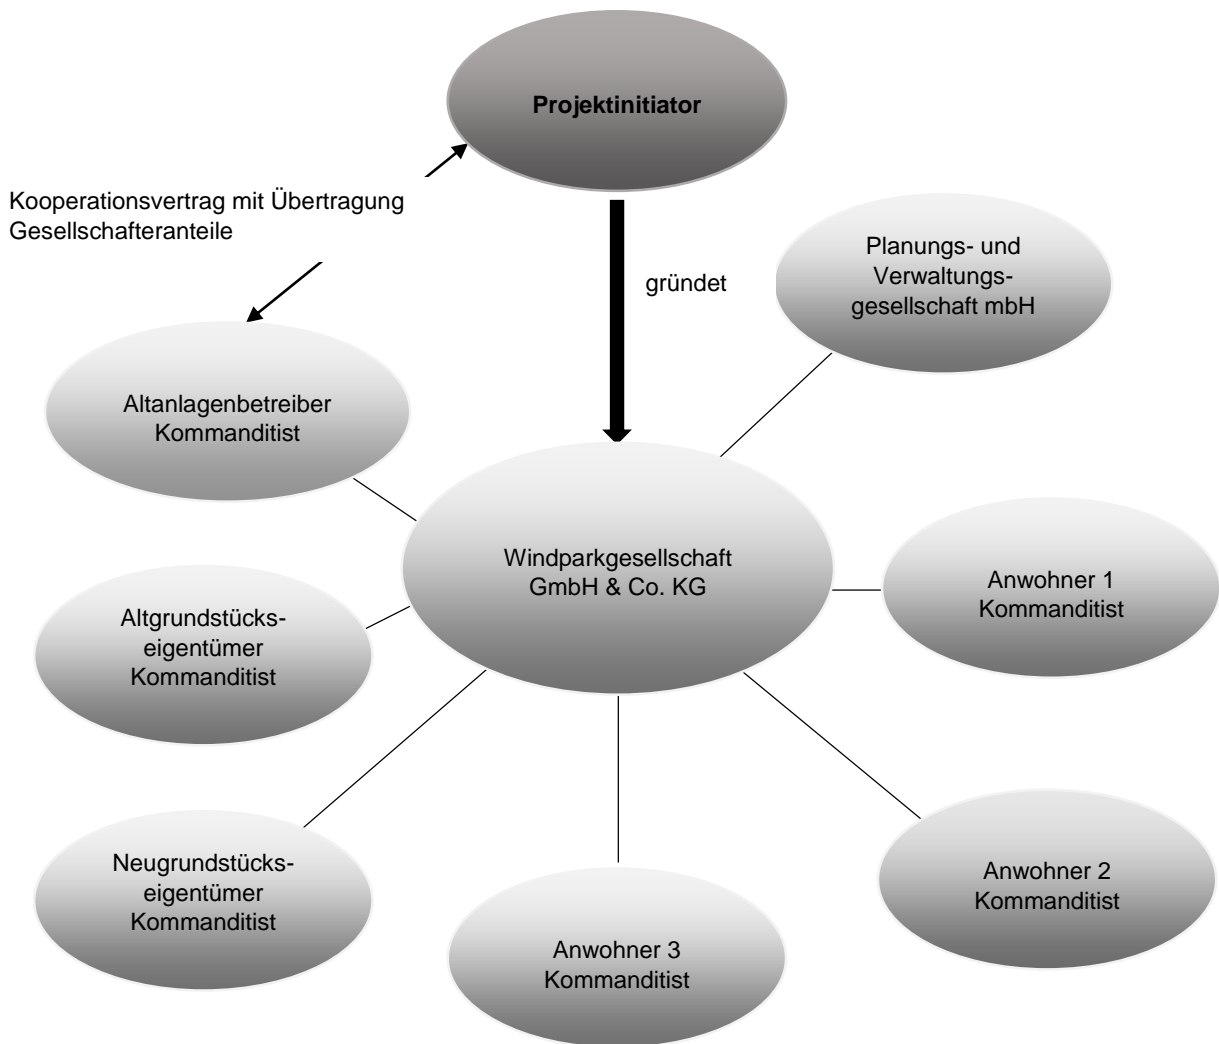 Projektinitiator
Kooperationsvertrag mit Übertragung
Gesellschafteranteile
gründet
Planungs- und
Verwaltungs-
gesellschaft mbH
Altanlagenbetreiber
Kommanditist
Windparkgesellschaft
GmbH & Co. KG
Anwohner 1
Kommanditist
Altgrundstücks-
eigentümer
Kommanditist
Neugrundstücks-
eigentümer
Kommanditist
Anwohner 2
Kommanditist
Anwohner 3
Kommanditist